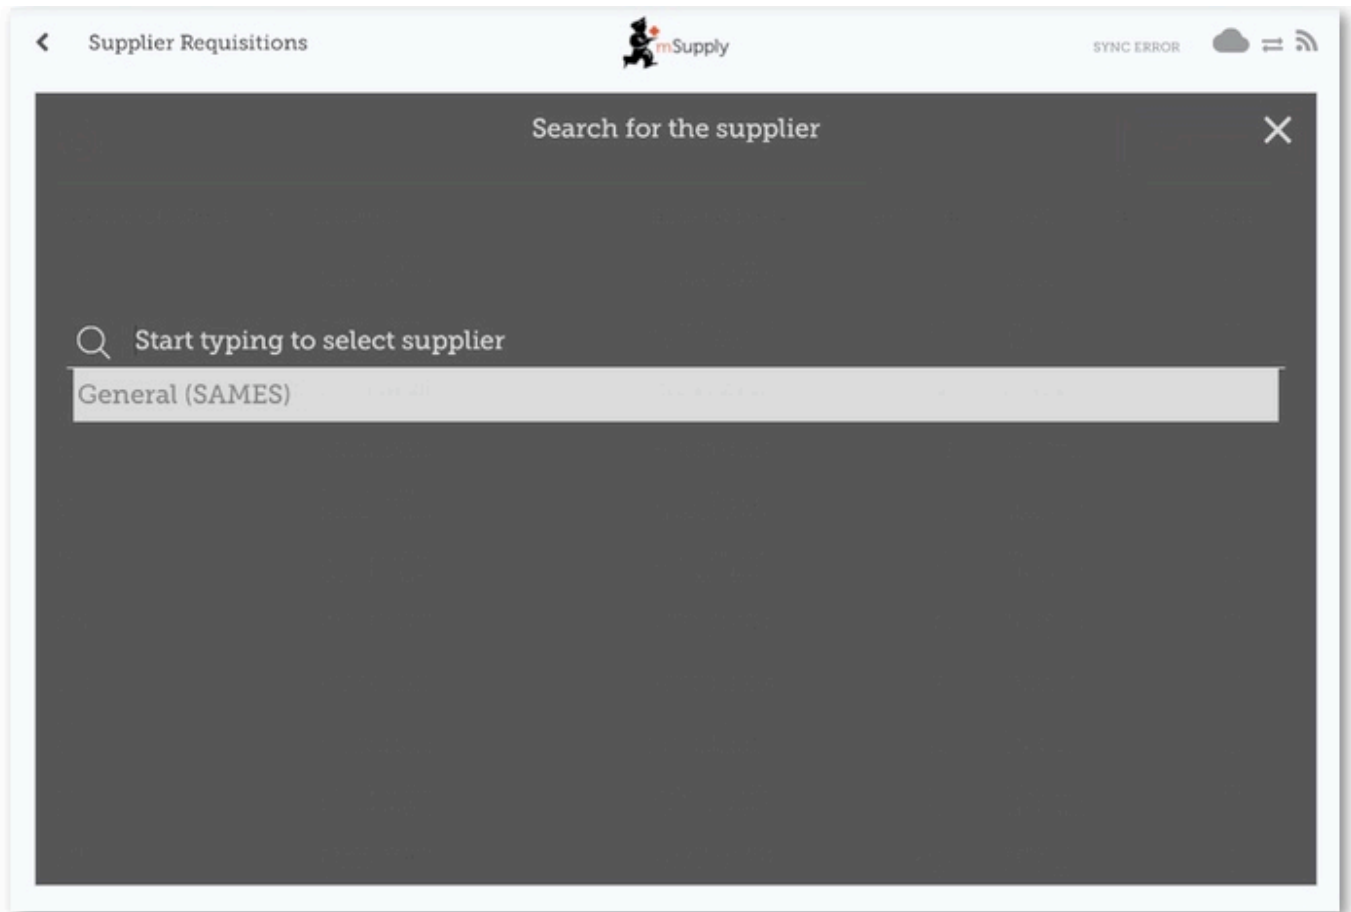 Supplier Requisitions
mSupply
SYNC ERROR
Search for the supplier
Start typing to select supplier
General (SAMES)